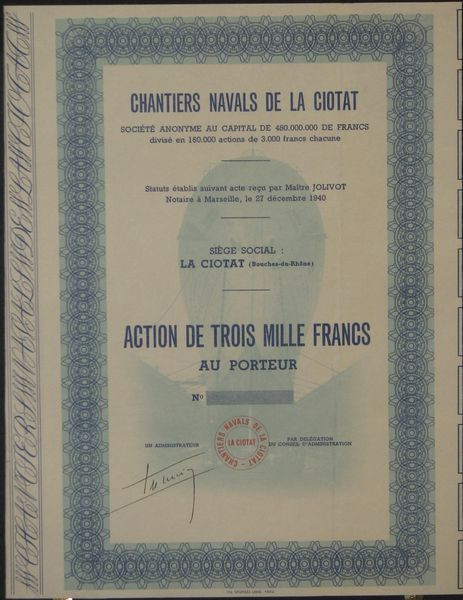 CHANTIERS NAVALS DE LA CIOTAT
SOCIÉTÉ ANONYME AU CAPITAL DE 480.000.000 DE FRANCS
divisé en 160.000 actions de 3.000 francs chacune
Statuts établis suivant acte reçu par Maître JOLIVOT
Notaire à Marseille, le 27 décembre 1940
SIÈGE SOCIAL :
LA CIOTAT (Bouches-du-Rhône)
ACTION DE TROIS MILLE FRANCS
AU PORTEUR
Nº
UN ADMINISTRATEUR
PAR DÉLÉGATION
DU CONSEIL D'ADMINISTRATION
CHANTIERS NAVALS DE LA CIOTAT
LA CIOTAT